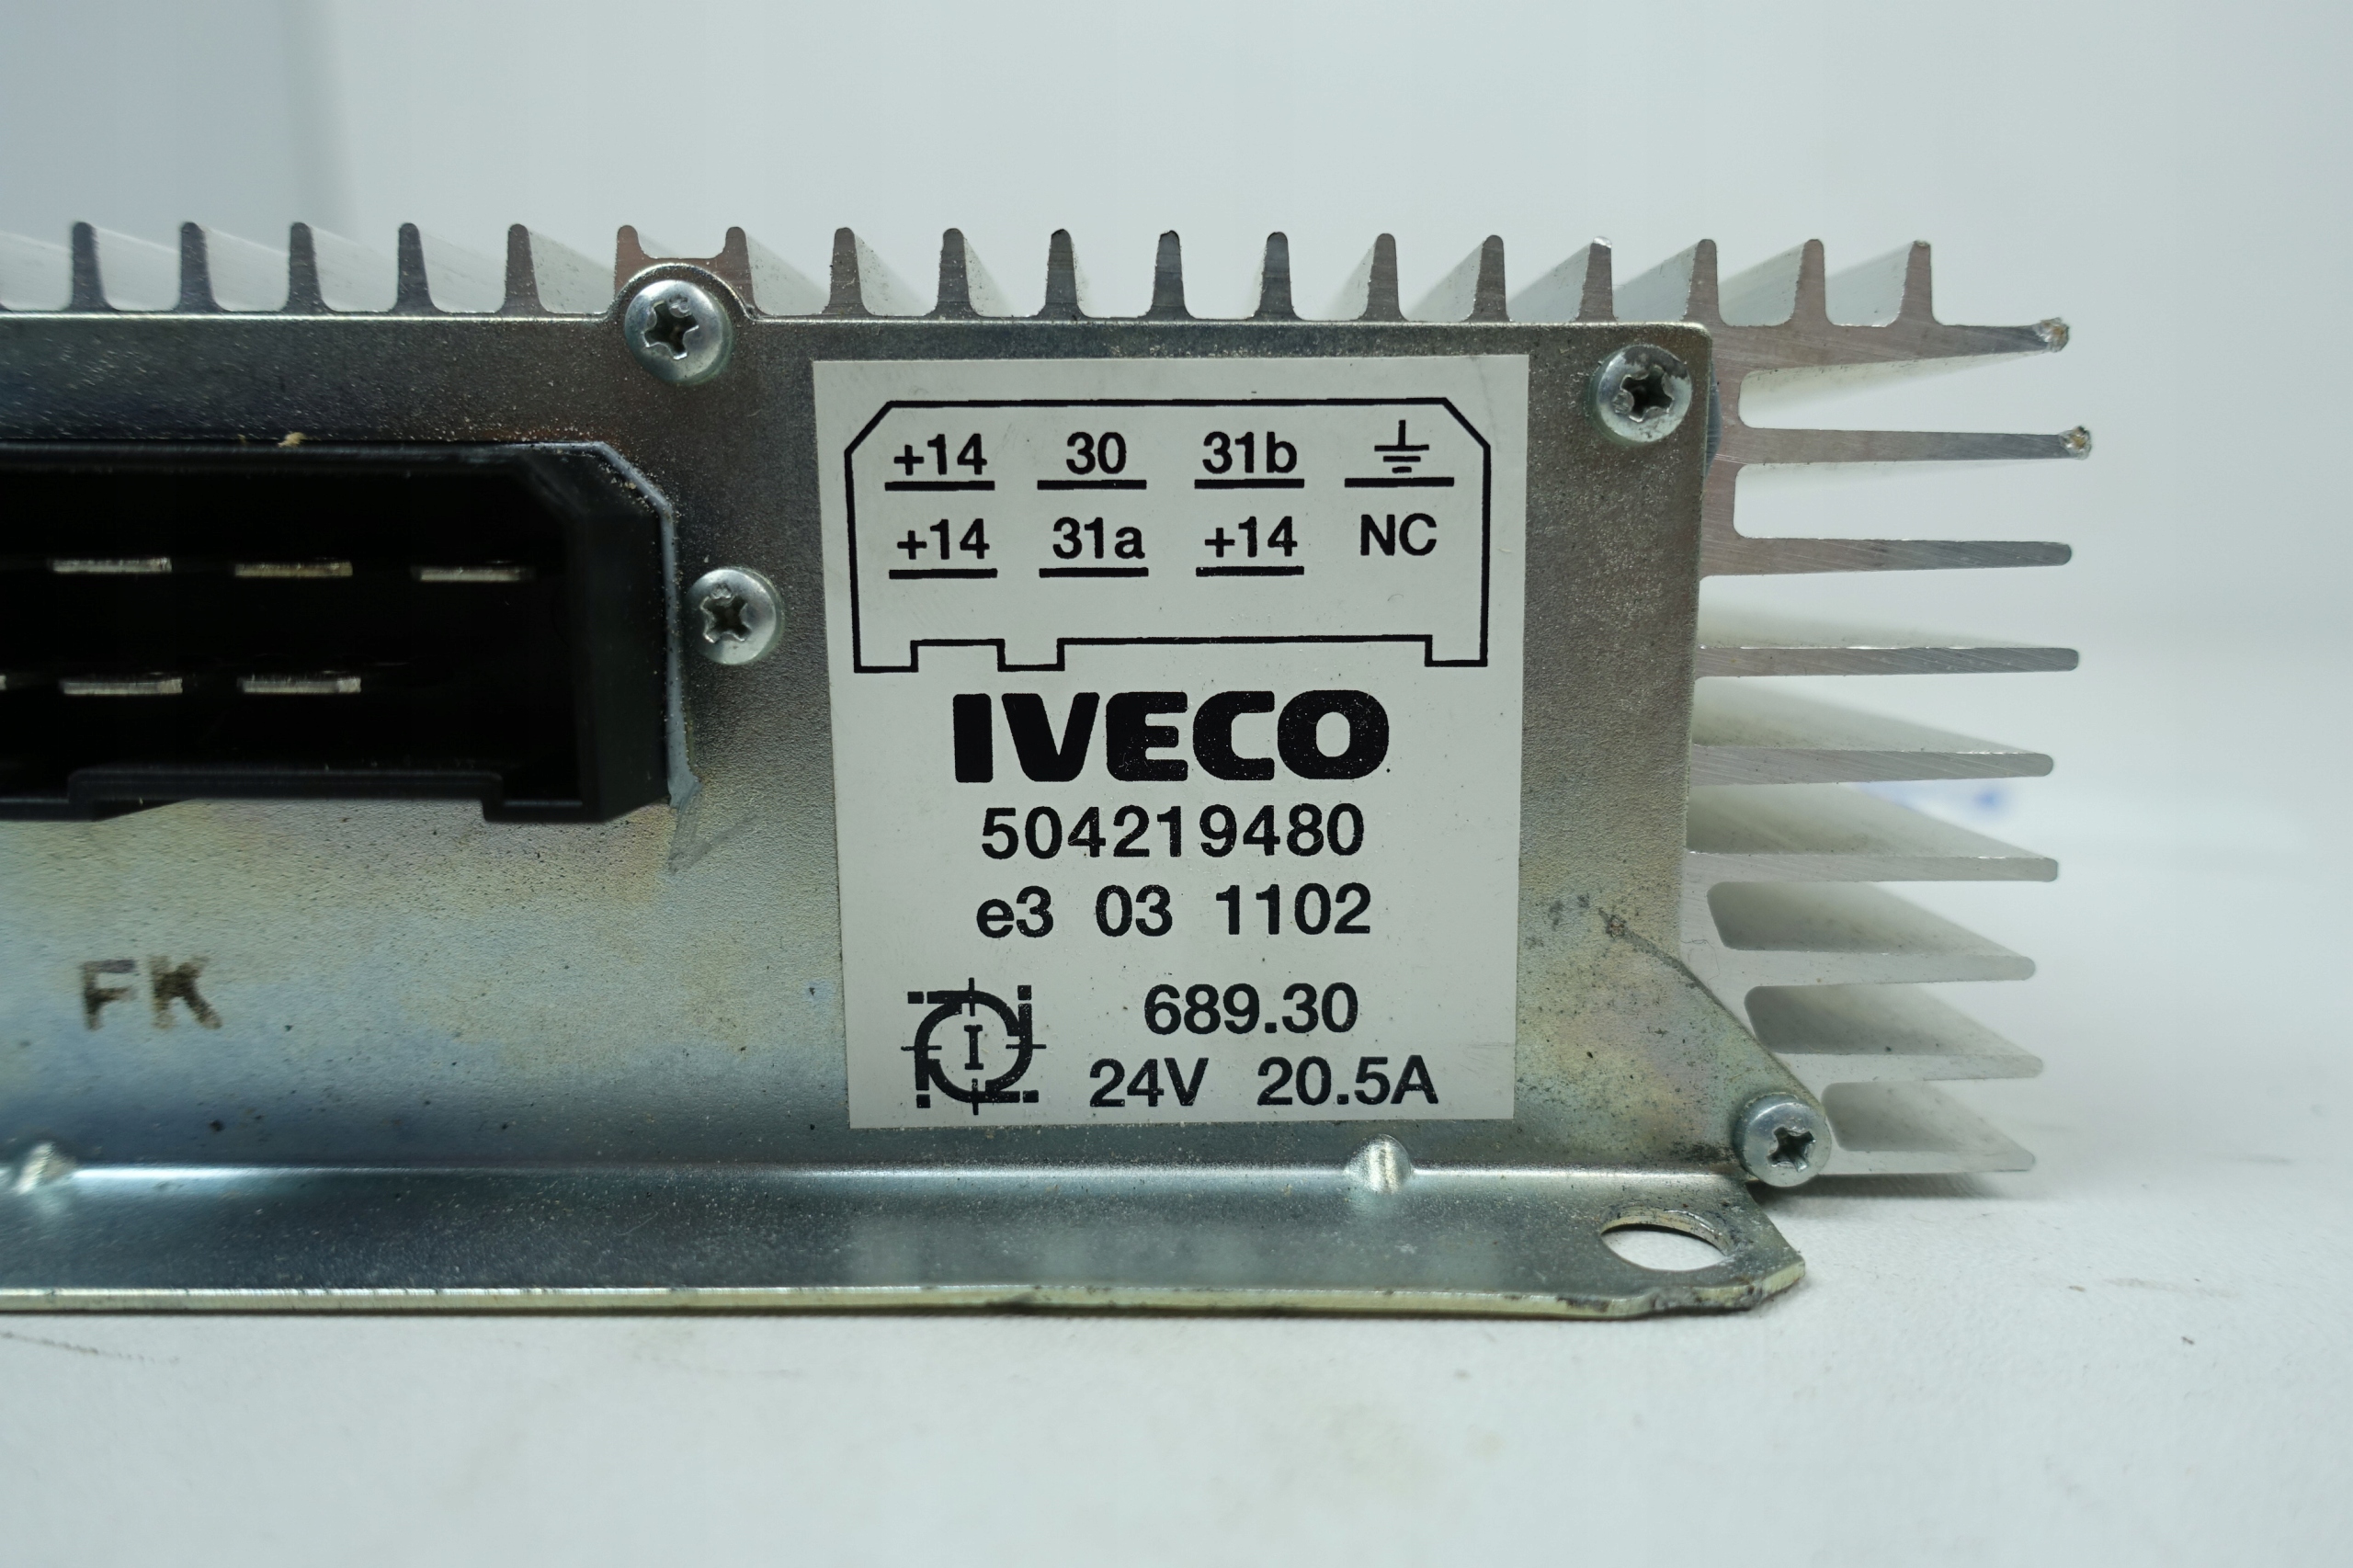 +14 30 31b
+14 31a +14 NC
IVECO
504219480
e3 03 1102
FK
689.30
I
24V 20.5A